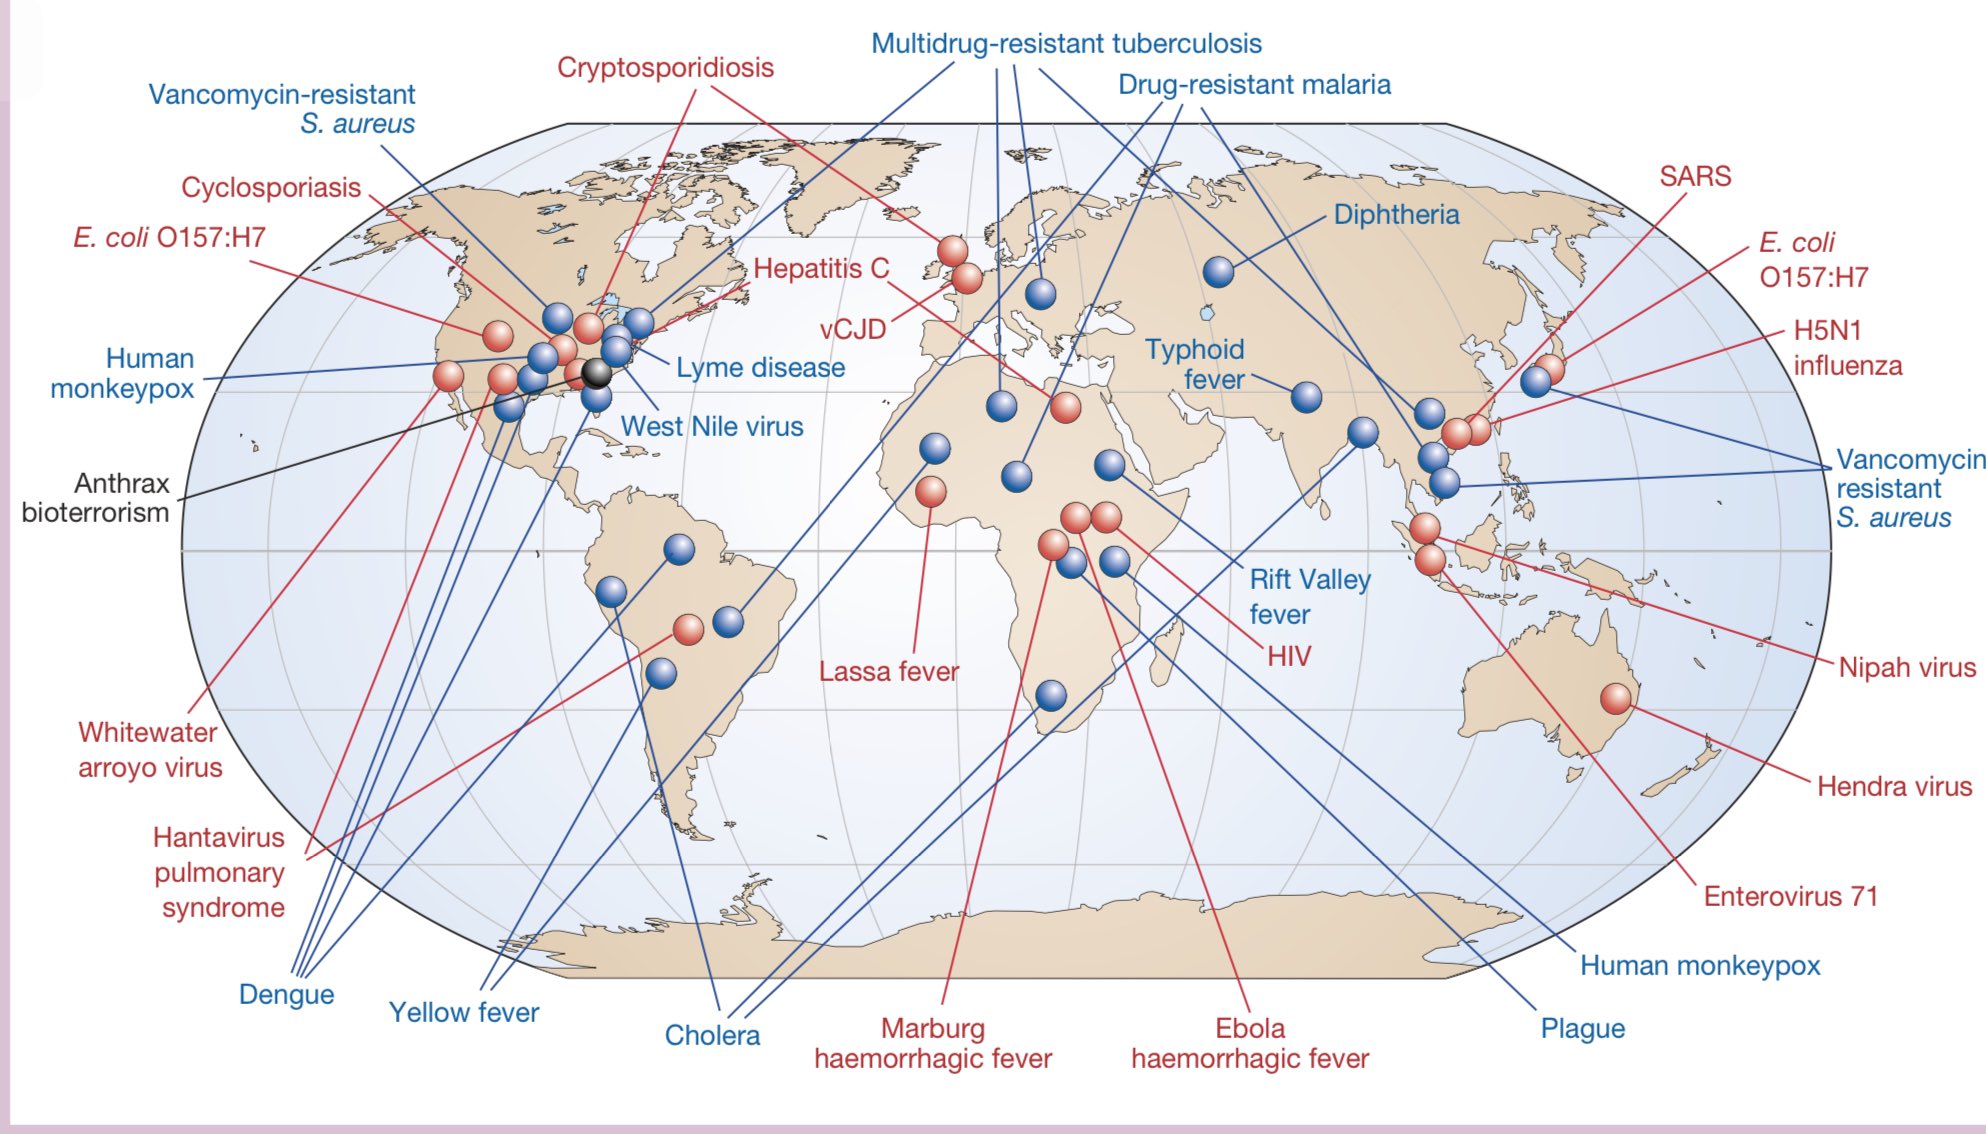 Multidrug-resistant tuberculosis
Cryptosporidiosis
Drug-resistant malaria
Vancomycin-resistant
S. aureus
Cyclosporiasis
SARS
Diphtheria
E. coli O157:H7
E. coli
O157:H7
Hepatitis C
vCJD
H5N1
influenza
Typhoid
fever
Human
monkeypox
Lyme disease
West Nile virus
Anthrax
bioterrorism
Vancomycin
resistant
S. aureus
Rift Valley
fever
HIV
Lassa fever
Nipah virus
Whitewater
arroyo virus
Hendra virus
Hantavirus
pulmonary
syndrome
Enterovirus 71
Human monkeypox
Dengue
Yellow fever
Cholera
Marburg
haemorrhagic fever
Ebola
haemorrhagic fever
Plague